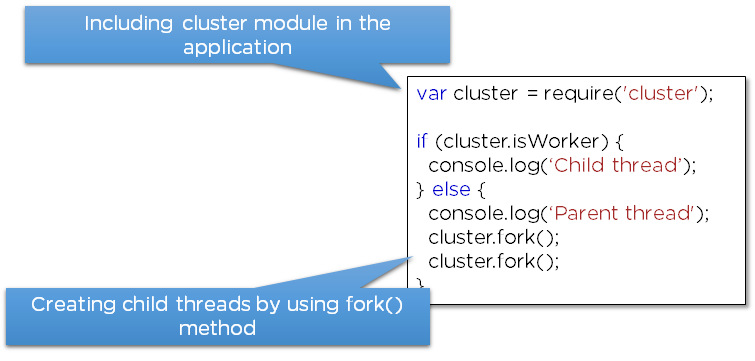 Including cluster module in the
application
var cluster = require('cluster');
if (cluster.isWorker) {
console.log(‘Child thread’);
} else {
console.log(‘Parent thread’);
cluster.fork();
cluster.fork();
}
Creating child threads by using fork()
method